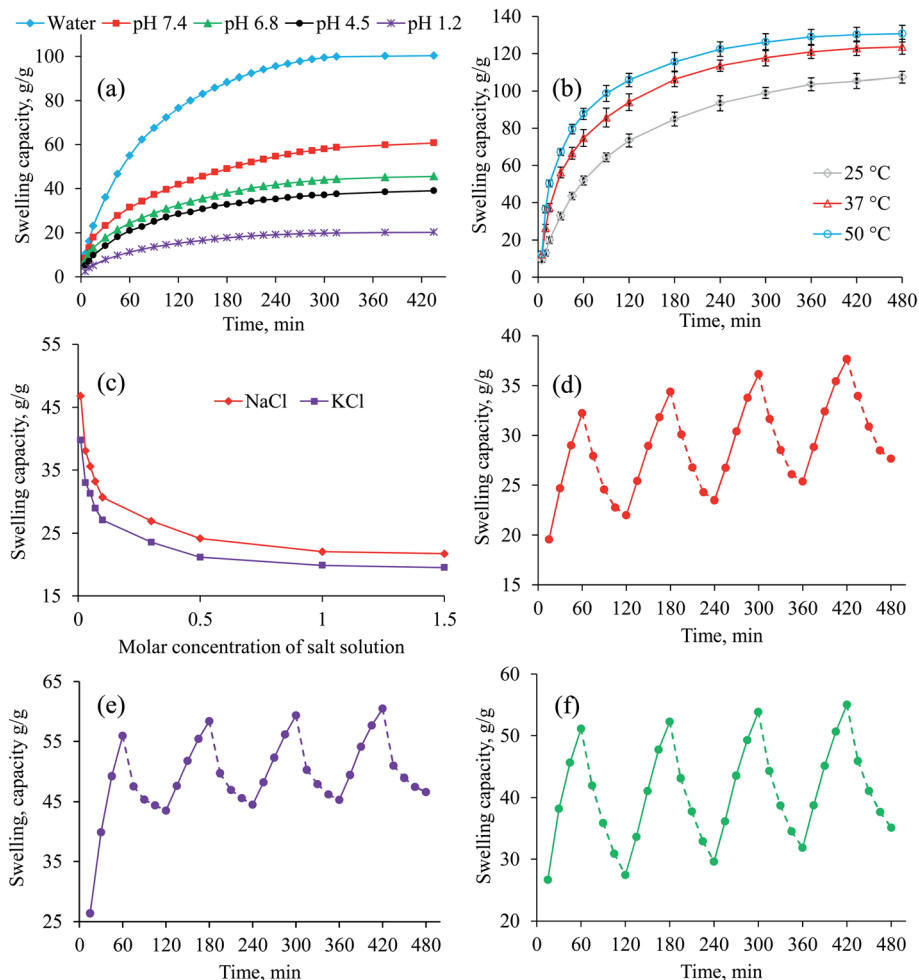 Water pH 7.4 pH 6.8 pH 4.5 pH 1.2
(a)
Swelling capacity, g/g
100
80
60
40
20
0
0 60 120 180 240 300 360 420
Time, min
(b)
Swelling capacity, g/g
140
120
100
80
60
40
20
0
25 °C
37 °C
50 °C
0 60 120 180 240 300 360 420 480
Time, min
(c)
Swelling capacity, g/g
55
45
35
25
15
NaCl KCl
0 0.5 1 1.5
Molar concentration of salt solution
(d)
Swelling capacity, g/g
40
35
30
25
20
15
0 60 120 180 240 300 360 420 480
Time, min
(e)
Swelling, capacity g/g
65
55
45
35
25
0 60 120 180 240 300 360 420 480
Time, min
(f)
Swelling capacity, g/g
60
50
40
30
20
0 60 120 180 240 300 360 420 480
Time, min